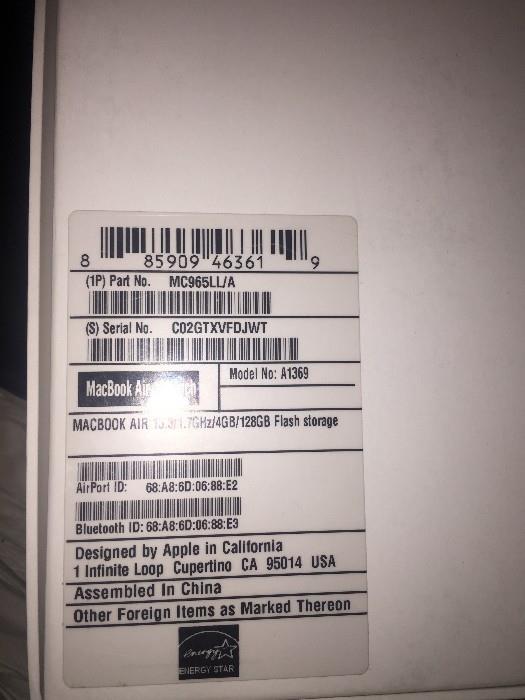 8 85909 46361 9
(1P) Part No. MC965LL/A
(S) Serial No. C02GTXVFDJWT
MacBook Air
Model No: A1369
MACBOOK AIR 13.3/1.7GHz/4GB/128GB Flash storage
AirPort ID: 68:A8:6D:06:88:E2
Bluetooth ID: 68:A8:6D:06:88:E3
Designed by Apple in California
1 Infinite Loop Cupertino CA 95014 USA
Assembled In China
Other Foreign Items as Marked Thereon
energy
ENERGY STAR